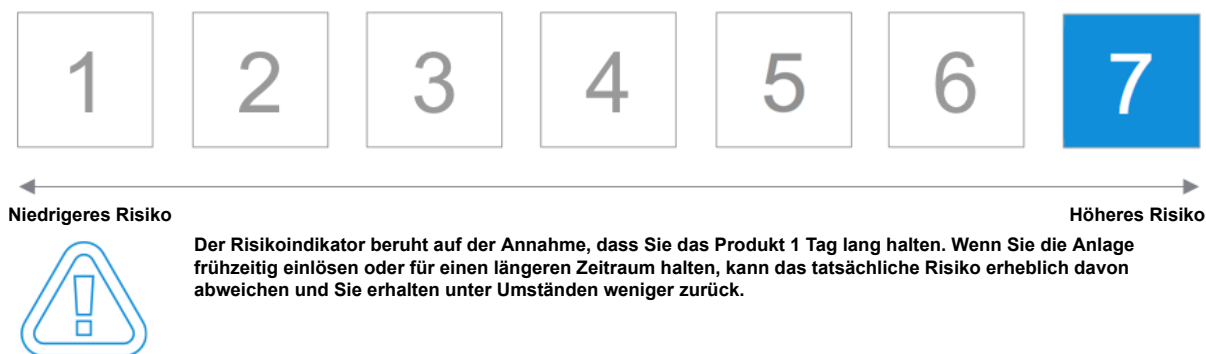 1 2 3 4 5 6 7
Niedrigeres Risiko Höheres Risiko
Der Risikoindikator beruht auf der Annahme, dass Sie das Produkt 1 Tag lang halten. Wenn Sie die Anlage
frühzeitig einlösen oder für einen längeren Zeitraum halten, kann das tatsächliche Risiko erheblich davon
abweichen und Sie erhalten unter Umständen weniger zurück.